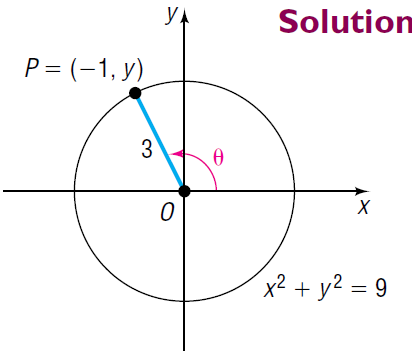 y
Solution
P = (−1, y)
3
θ
O
x
x² + y² = 9